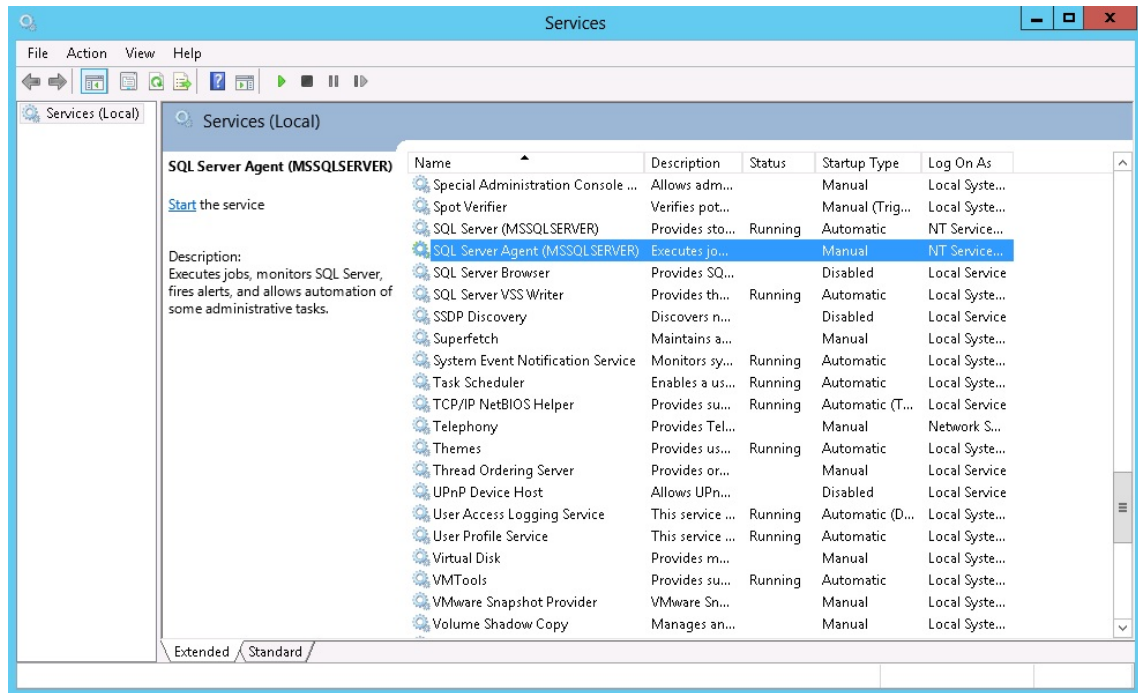 Services
File Action View Help
Services (Local)
Services (Local)
SQL Server Agent (MSSQLSERVER)
Start the service
Description:
Executes jobs, monitors SQL Server,
fires alerts, and allows automation of
some administrative tasks.
Name Description Status Startup Type Log On As
Special Administration Console ... Allows adm... Manual Local Syste...
Spot Verifier Verifies pot... Manual (Trig... Local Syste...
SQL Server (MSSQLSERVER) Provides sto... Running Automatic NT Service...
SQL Server Agent (MSSQLSERVER) Executes jo... Manual NT Service...
SQL Server Browser Provides SQ... Disabled Local Service
SQL Server VSS Writer Provides th... Running Automatic Local Syste...
SSDP Discovery Discovers n... Disabled Local Service
Superfetch Maintains a... Manual Local Syste...
System Event Notification Service Monitors sy... Running Automatic Local Syste...
Task Scheduler Enables a us... Running Automatic Local Syste...
TCP/IP NetBIOS Helper Provides su... Running Automatic (T... Local Service
Telephony Provides Tel... Manual Network S...
Themes Provides us... Running Automatic Local Syste...
Thread Ordering Server Provides or... Manual Local Service
UPnP Device Host Allows UPn... Disabled Local Service
User Access Logging Service This service ... Running Automatic (D... Local Syste...
User Profile Service This service ... Running Automatic Local Syste...
Virtual Disk Provides m... Manual Local Syste...
VMTools Provides su... Running Automatic Local Syste...
VMware Snapshot Provider VMware Sn... Manual Local Syste...
Volume Shadow Copy Manages an... Manual Local Syste...
Extended Standard